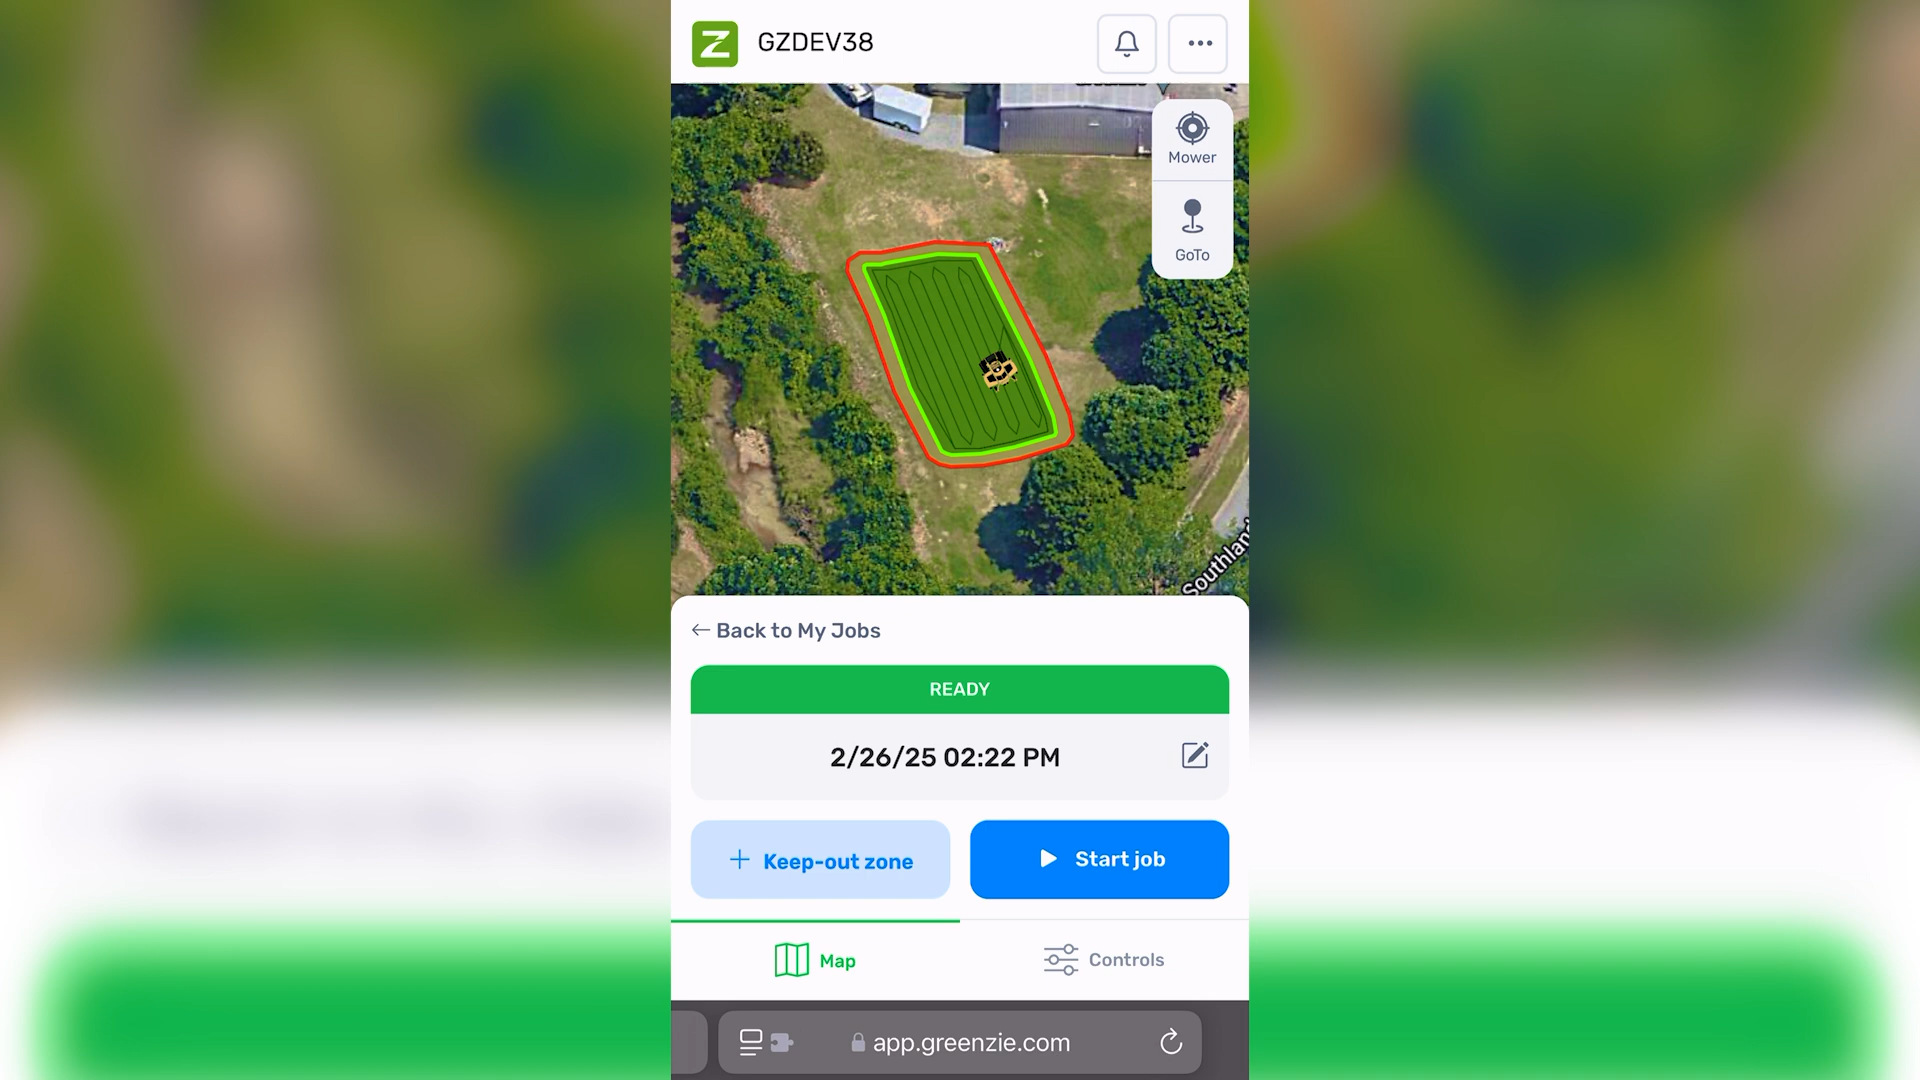 Z GZDEV38
Mower
GoTo
Southlan
← Back to My Jobs
READY
2/26/25 02:22 PM
+ Keep-out zone
Start job
Map
Controls
app.greenzie.com